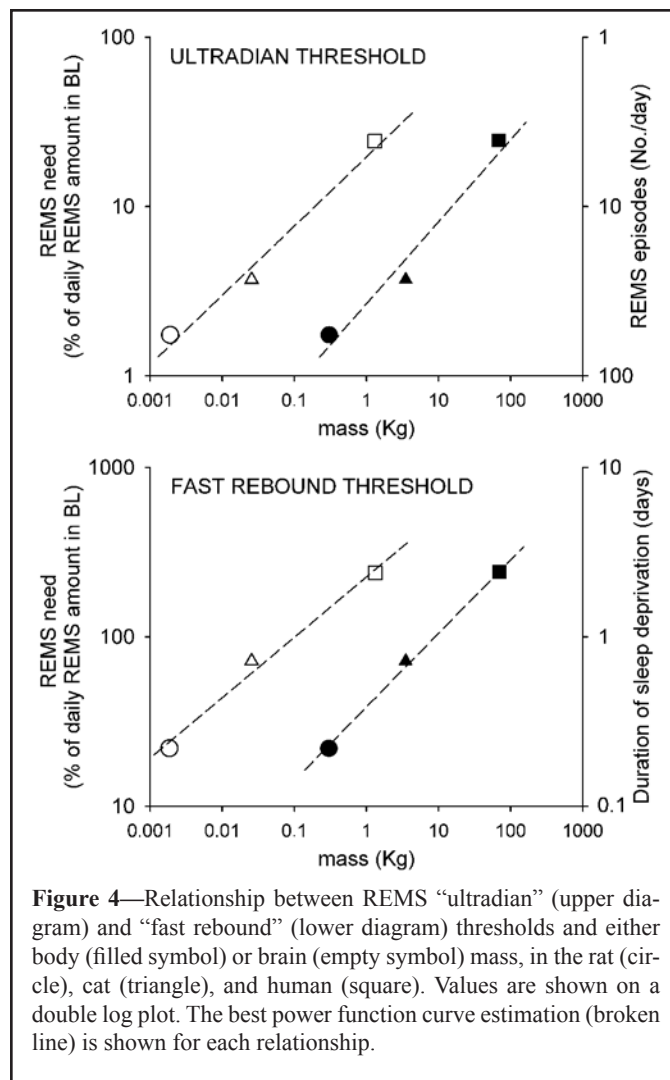 ULTRADIAN THRESHOLD
REMS need
(% of daily REMS amount in BL)
100
10
1
REMS episodes (No./day)
1
10
100
0.001 0.01 0.1 1 10 100 1000
mass (Kg)
FAST REBOUND THRESHOLD
REMS need
(% of daily REMS amount in BL)
1000
100
10
Duration of sleep deprivation (days)
10
1
0.1
0.001 0.01 0.1 1 10 100 1000
mass (Kg)
Figure 4—Relationship between REMS “ultradian” (upper dia-
gram) and “fast rebound” (lower diagram) thresholds and either
body (filled symbol) or brain (empty symbol) mass, in the rat (cir-
cle), cat (triangle), and human (square). Values are shown on a
double log plot. The best power function curve estimation (broken
line) is shown for each relationship.